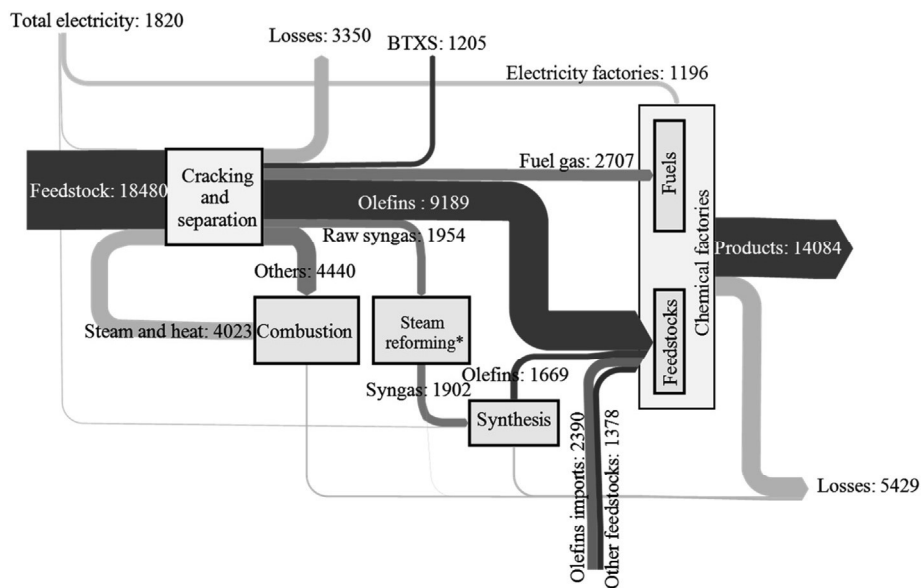 Total electricity: 1820
Losses: 3350
BTXS: 1205
Electricity factories: 1196
Feedstock: 18480
Cracking and
separation
Fuel gas: 2707
Fuels
Olefins : 9189
Raw syngas: 1954
Chemical factories
Products: 14084
Others: 4440
Steam and heat: 4023
Combustion
Steam
reforming*
Feedstocks
Olefins: 1669
Syngas: 1902
Synthesis
Olefins imports: 2390
Other feedstocks: 1378
Losses: 5429